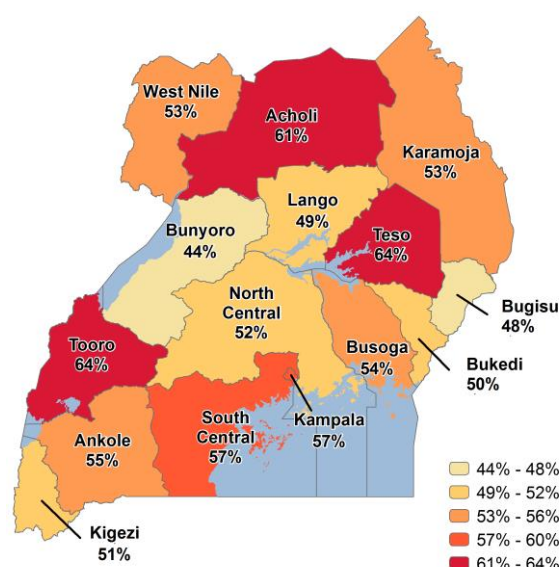 West Nile
53%
Acholi
61%
Karamoja
53%
Lango
49%
Bunyoro
44%
Teso
64%
North
Central
52%
Bugisu
48%
Tooro
64%
Busoga
54%
Bukedi
50%
South
Central
57%
Kampala
57%
Ankole
55%
Kigezi
51%
44% - 48%
49% - 52%
53% - 56%
57% - 60%
61% - 64%